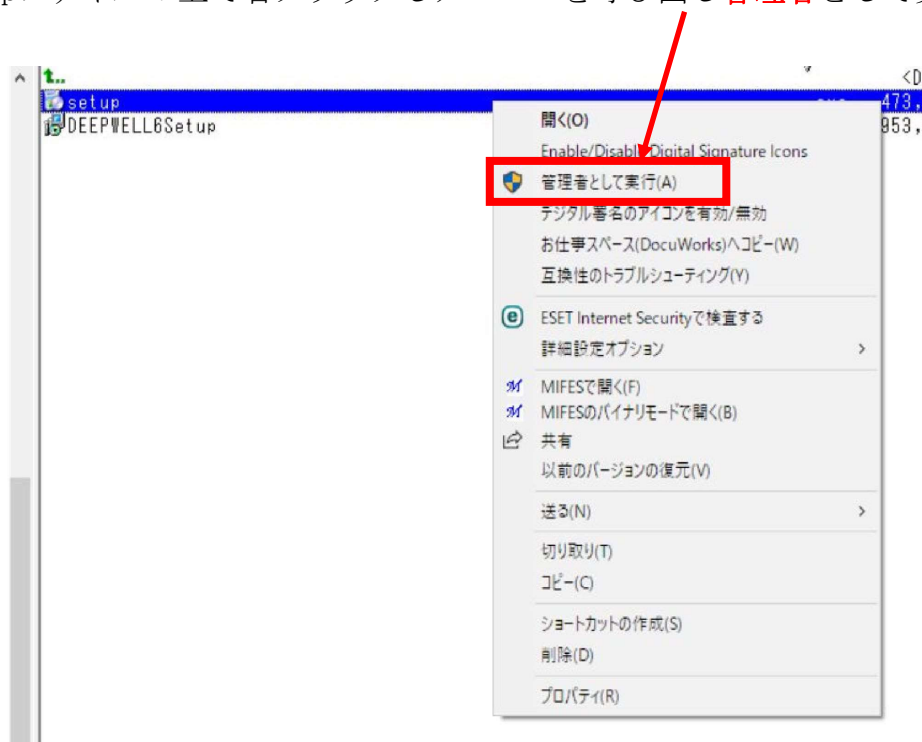 <D
setup 473,
DEEPWELL6Setup 953,
開く(O)
Enable/Disable Digital Signature Icons
管理者として実行(A)
デジタル署名のアイコンを有効/無効
お仕事スペース(DocuWorks)へコピー(W)
互換性のトラブルシューティング(Y)
ESET Internet Securityで検査する
詳細設定オプション
MIFESで開く(F)
MIFESのバイナリモードで開く(B)
共有
以前のバージョンの復元(V)
送る(N)
切り取り(T)
コピー(C)
ショートカットの作成(S)
削除(D)
プロパティ(R)